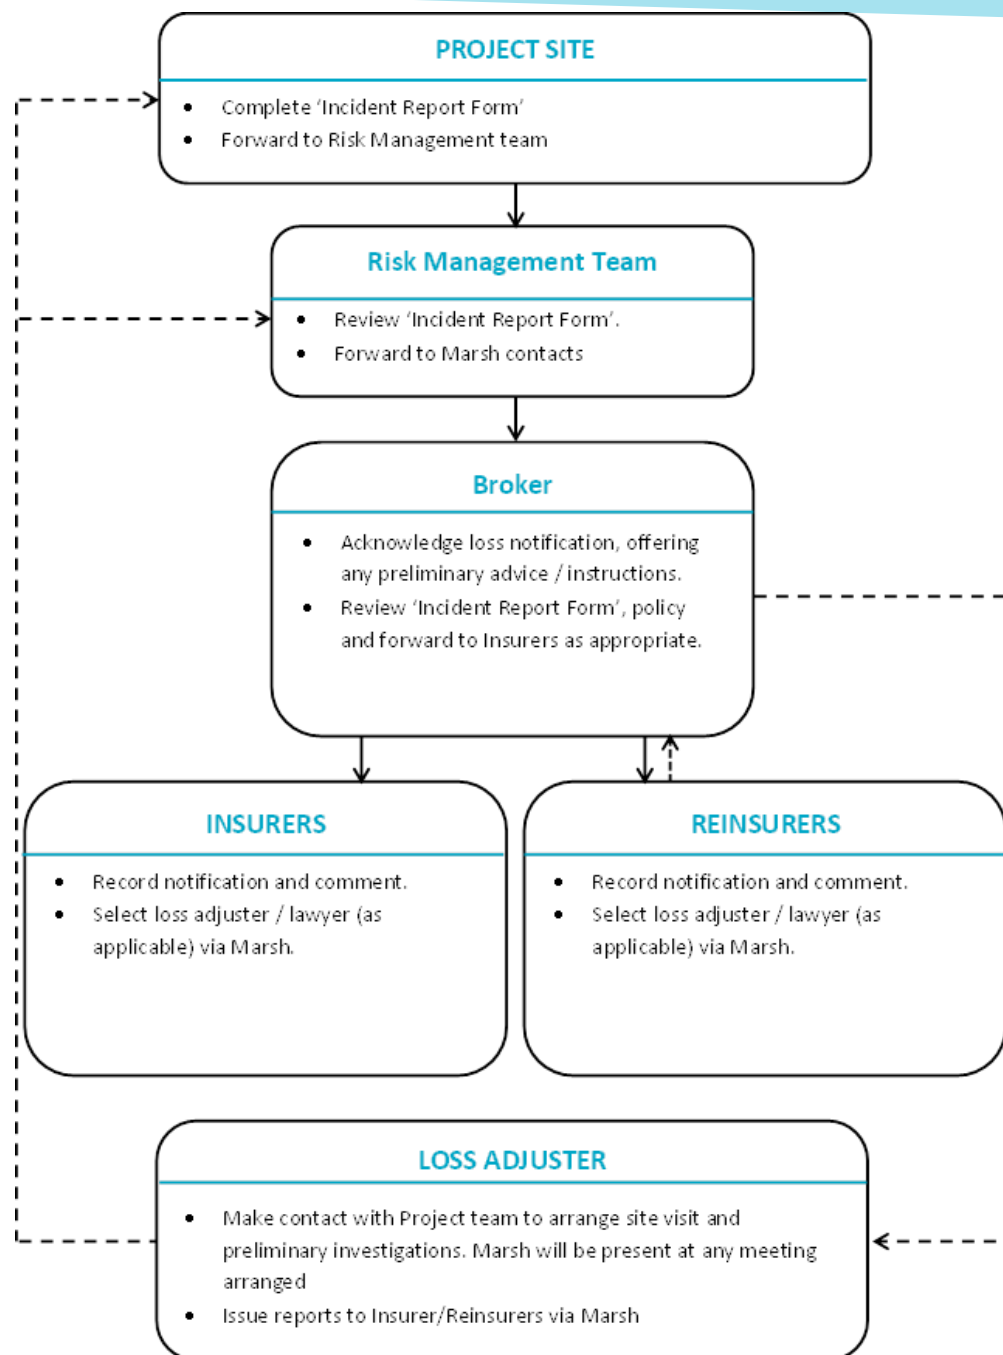 PROJECT SITE
• Complete ‘Incident Report Form’
• Forward to Risk Management team
Risk Management Team
• Review ‘Incident Report Form’.
• Forward to Marsh contacts
Broker
• Acknowledge loss notification, offering
any preliminary advice / instructions.
• Review ‘Incident Report Form’, policy
and forward to Insurers as appropriate.
INSURERS
• Record notification and comment.
• Select loss adjuster / lawyer (as
applicable) via Marsh.
REINSURERS
• Record notification and comment.
• Select loss adjuster / lawyer (as
applicable) via Marsh.
LOSS ADJUSTER
• Make contact with Project team to arrange site visit and
preliminary investigations. Marsh will be present at any meeting
arranged
• Issue reports to Insurer/Reinsurers via Marsh